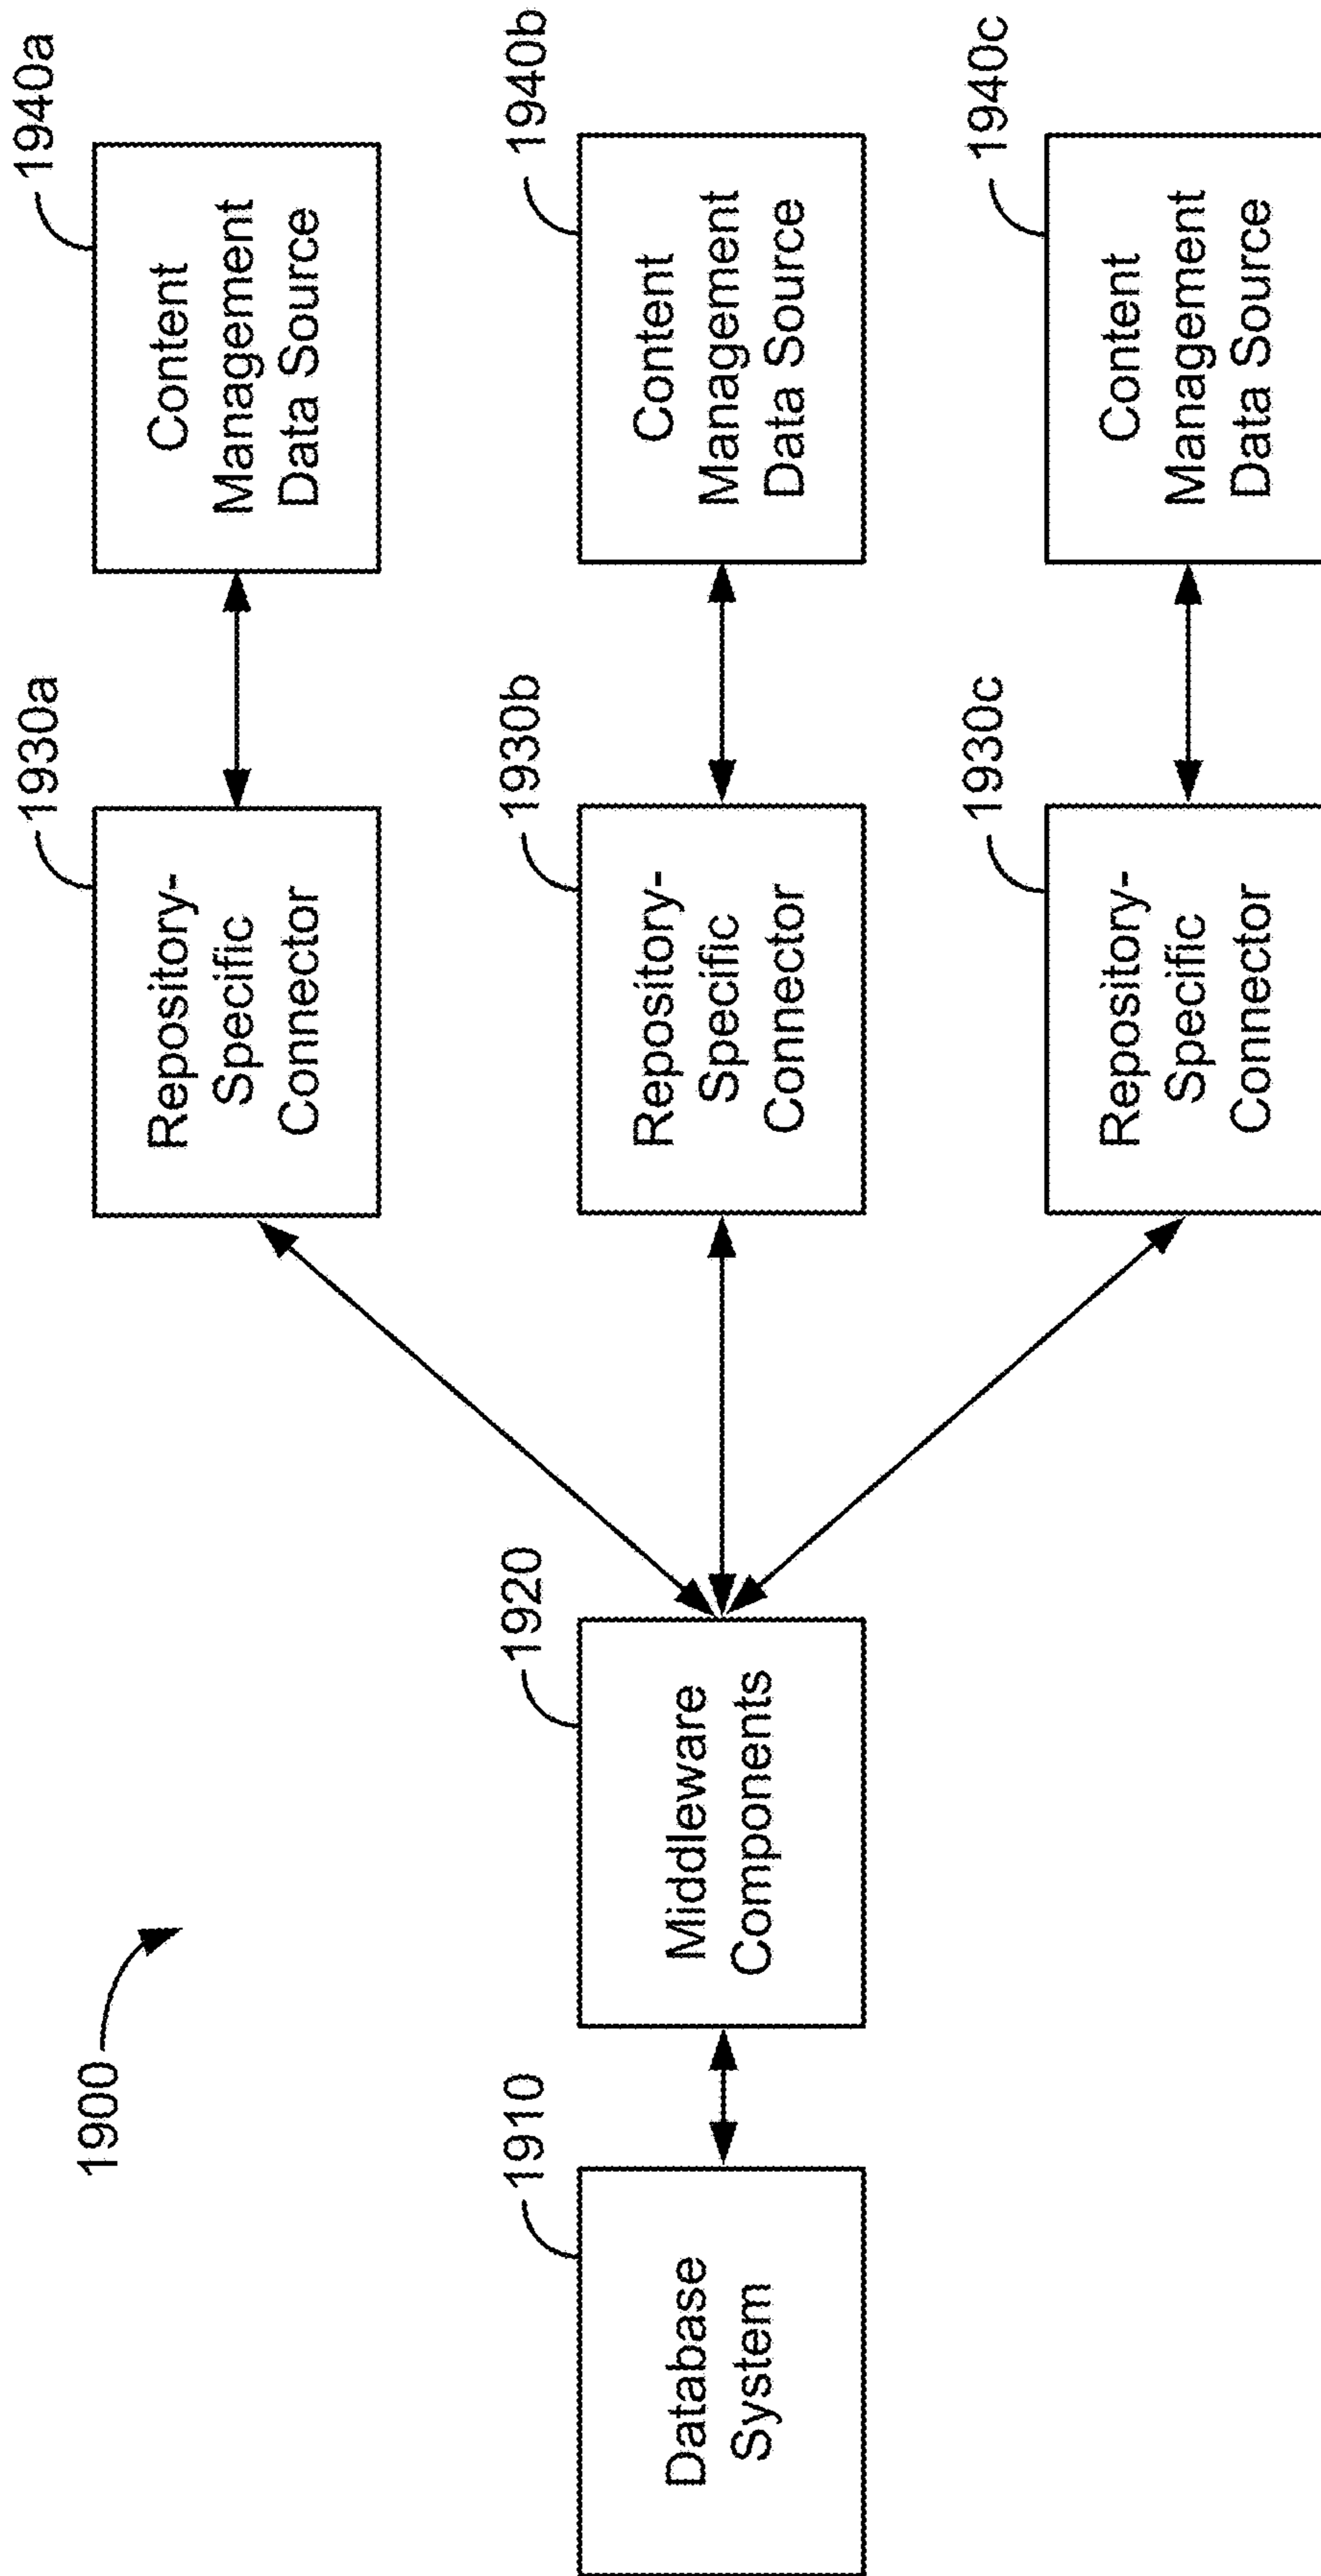 1900
1910
Database
System
1920
Middleware
Components
1930a
Repository-
Specific
Connector
1940a
Content
Management
Data Source
1930b
Repository-
Specific
Connector
1940b
Content
Management
Data Source
1930c
Repository-
Specific
Connector
1940c
Content
Management
Data Source